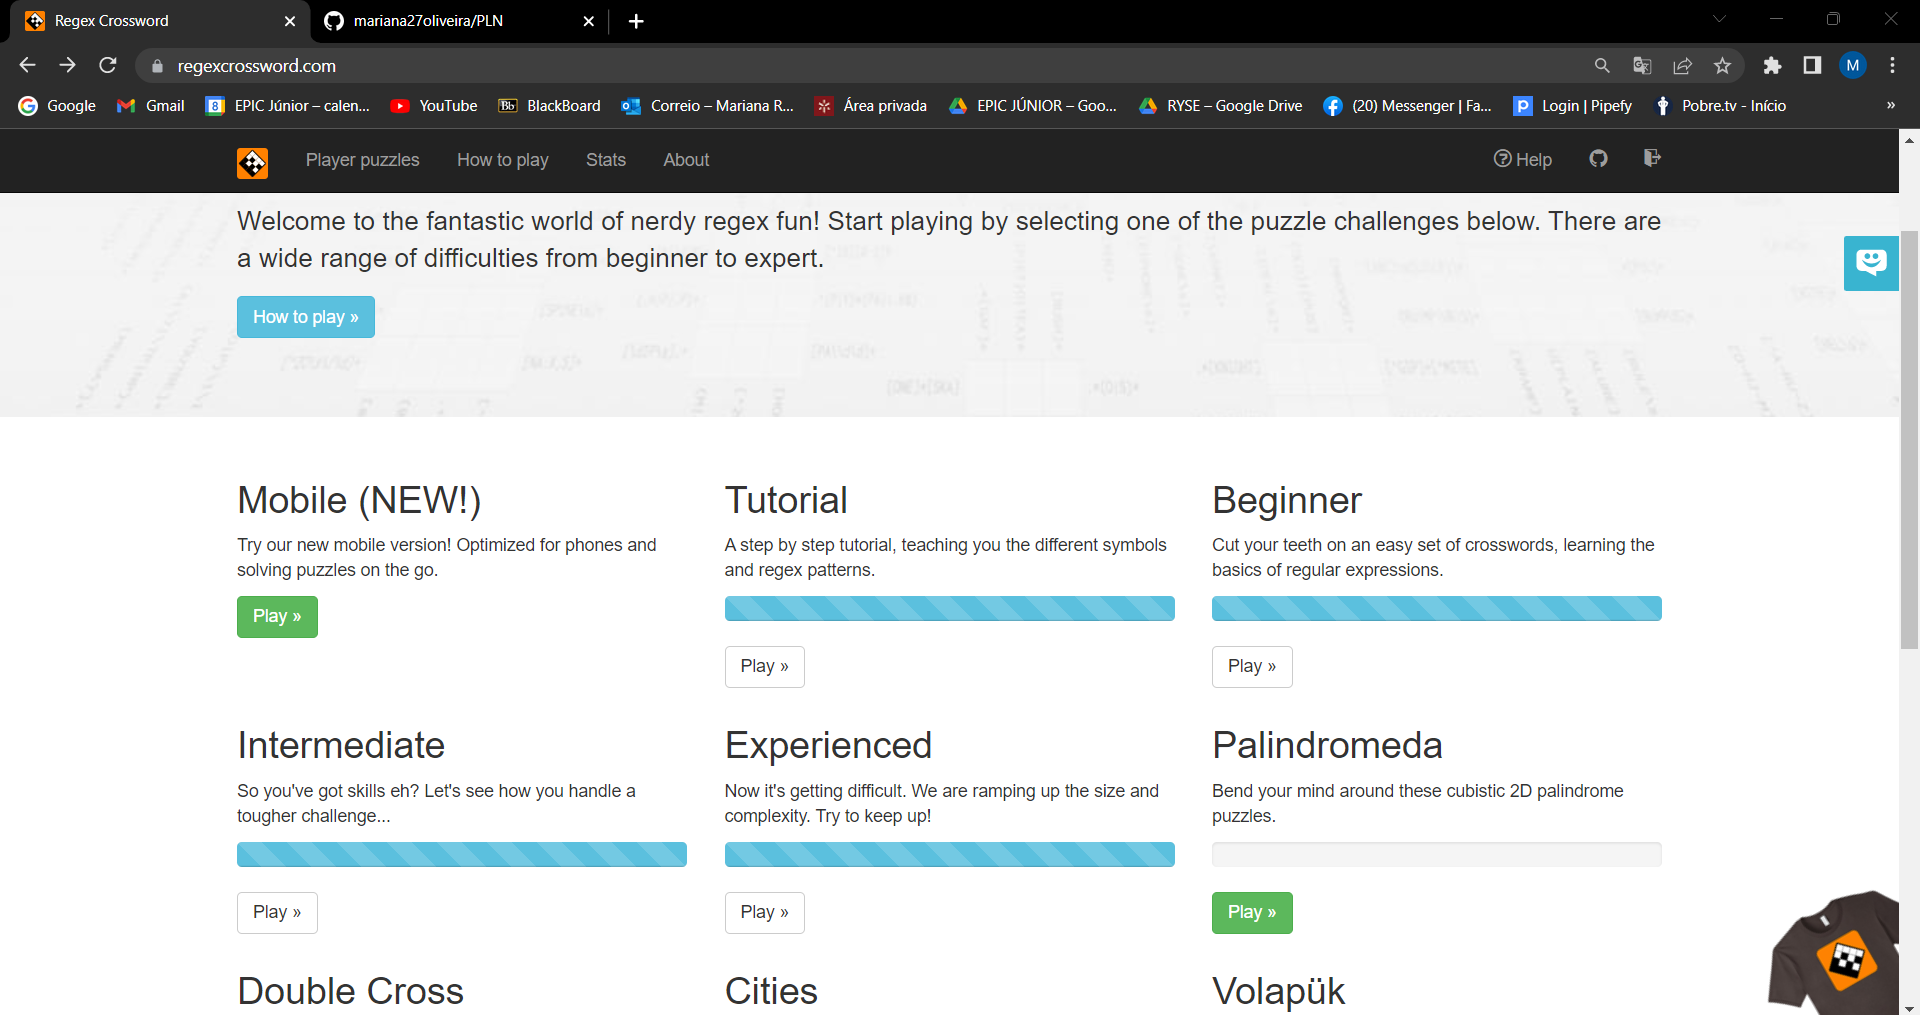 Regex Crossword
mariana27oliveira/PLN
regexcrossword.com
M
Google
Gmail
8
EPIC Júnior – calen...
YouTube
Bb
BlackBoard
Correio – Mariana R...
Área privada
EPIC JÚNIOR – Goo...
RYSE – Google Drive
(20) Messenger | Fa...
Login | Pipefy
Pobre.tv - Início
»
Player puzzles
How to play
Stats
About
Help
Welcome to the fantastic world of nerdy regex fun! Start playing by selecting one of the puzzle challenges below. There are
a wide range of difficulties from beginner to expert.
How to play »
Mobile (NEW!)
Try our new mobile version! Optimized for phones and
solving puzzles on the go.
Play »
Tutorial
A step by step tutorial, teaching you the different symbols
and regex patterns.
Play »
Beginner
Cut your teeth on an easy set of crosswords, learning the
basics of regular expressions.
Play »
Intermediate
So you've got skills eh? Let's see how you handle a
tougher challenge...
Play »
Experienced
Now it's getting difficult. We are ramping up the size and
complexity. Try to keep up!
Play »
Palindromeda
Bend your mind around these cubistic 2D palindrome
puzzles.
Play »
Double Cross
Cities
Volapük